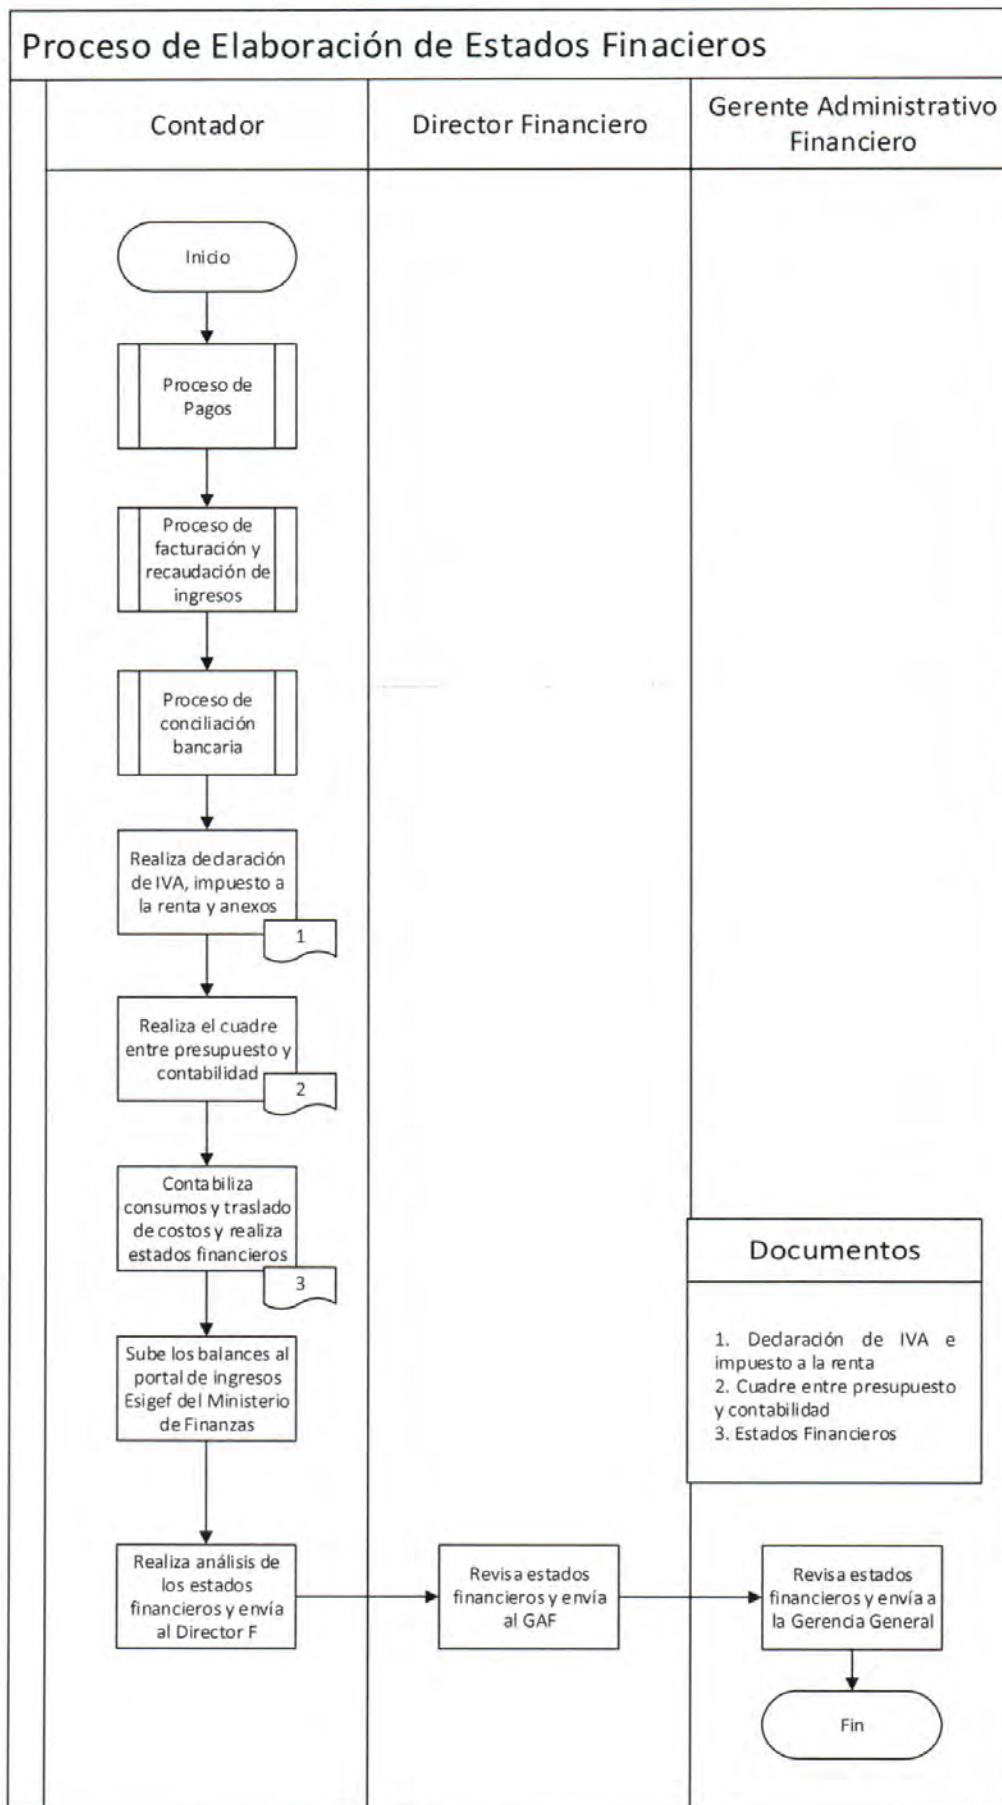 Proceso de Elaboración de Estados Finacieros
Contador
Director Financiero
Gerente Administrativo
Financiero
Inicio
Proceso de
Pagos
Proceso de
facturación y
recaudación de
ingresos
Proceso de
conciliación
bancaria
Realiza declaración
de IVA, impuesto a
la renta y anexos
1
Realiza el cuadre
entre presupuesto y
contabilidad
2
Contabiliza
consumos y traslado
de costos y realiza
estados financieros
3
Sube los balances al
portal de ingresos
Esigef del Ministerio
de Finanzas
Documentos
1. Declaración de IVA e
impuesto a la renta
2. Cuadre entre presupuesto
y contabilidad
3. Estados Financieros
Realiza análisis de
los estados
financieros y envía
al Director F
Revisa estados
financieros y envía
al GAF
Revisa estados
financieros y envía a
la Gerencia General
Fin